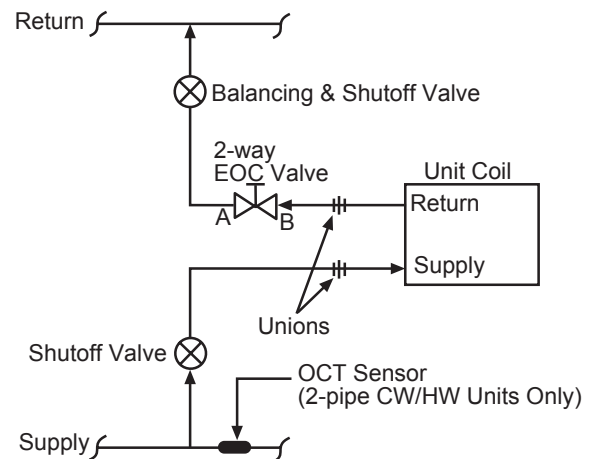 Return
Balancing & Shutoff Valve
2-way
EOC Valve
Unit Coil
A
B
Return
Supply
Unions
Shutoff Valve
OCT Sensor
(2-pipe CW/HW Units Only)
Supply